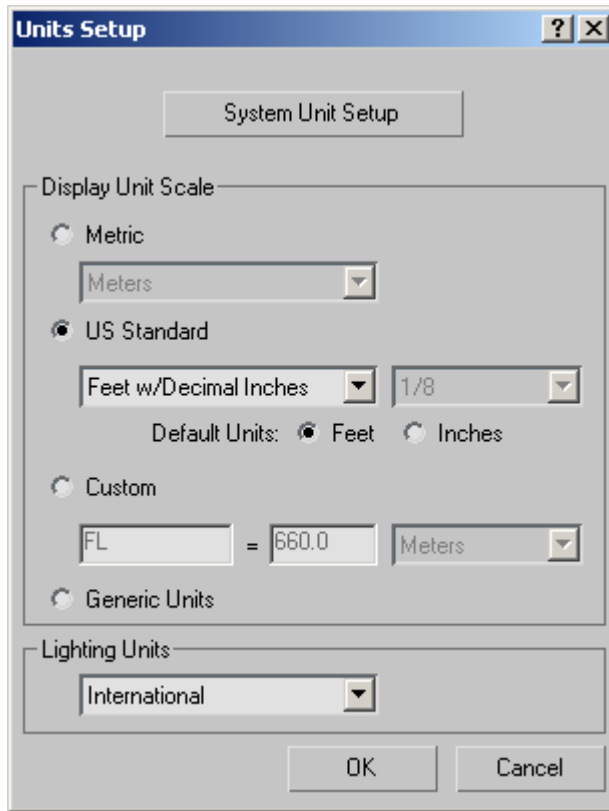 Units Setup
System Unit Setup
Display Unit Scale
Metric
Meters
US Standard
Feet w/Decimal Inches 1/8
Default Units: Feet Inches
Custom
FL = 660.0 Meters
Generic Units
Lighting Units
International
OK Cancel